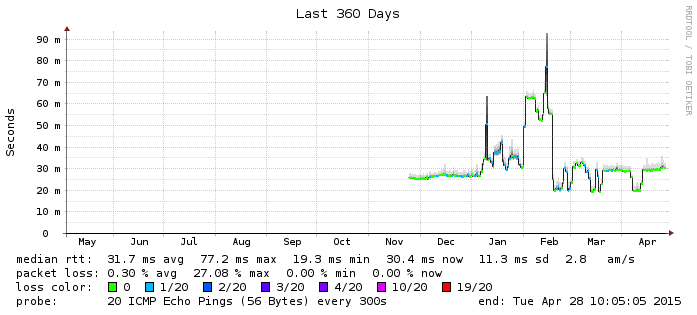 Last 360 Days
RRDTOOL / TOBI OETIKER
Seconds
90 m
80 m
70 m
60 m
50 m
40 m
30 m
20 m
10 m
0
May Jun Jul Aug Sep Oct Nov Dec Jan Feb Mar Apr
median rtt: 31.7 ms avg 77.2 ms max 19.3 ms min 30.4 ms now 11.3 ms sd 2.8 am/s
packet loss: 0.30 % avg 27.08 % max 0.00 % min 0.00 % now
loss color: 0 1/20 2/20 3/20 4/20 10/20 19/20
probe: 20 ICMP Echo Pings (56 Bytes) every 300s end: Tue Apr 28 10:05:05 2015